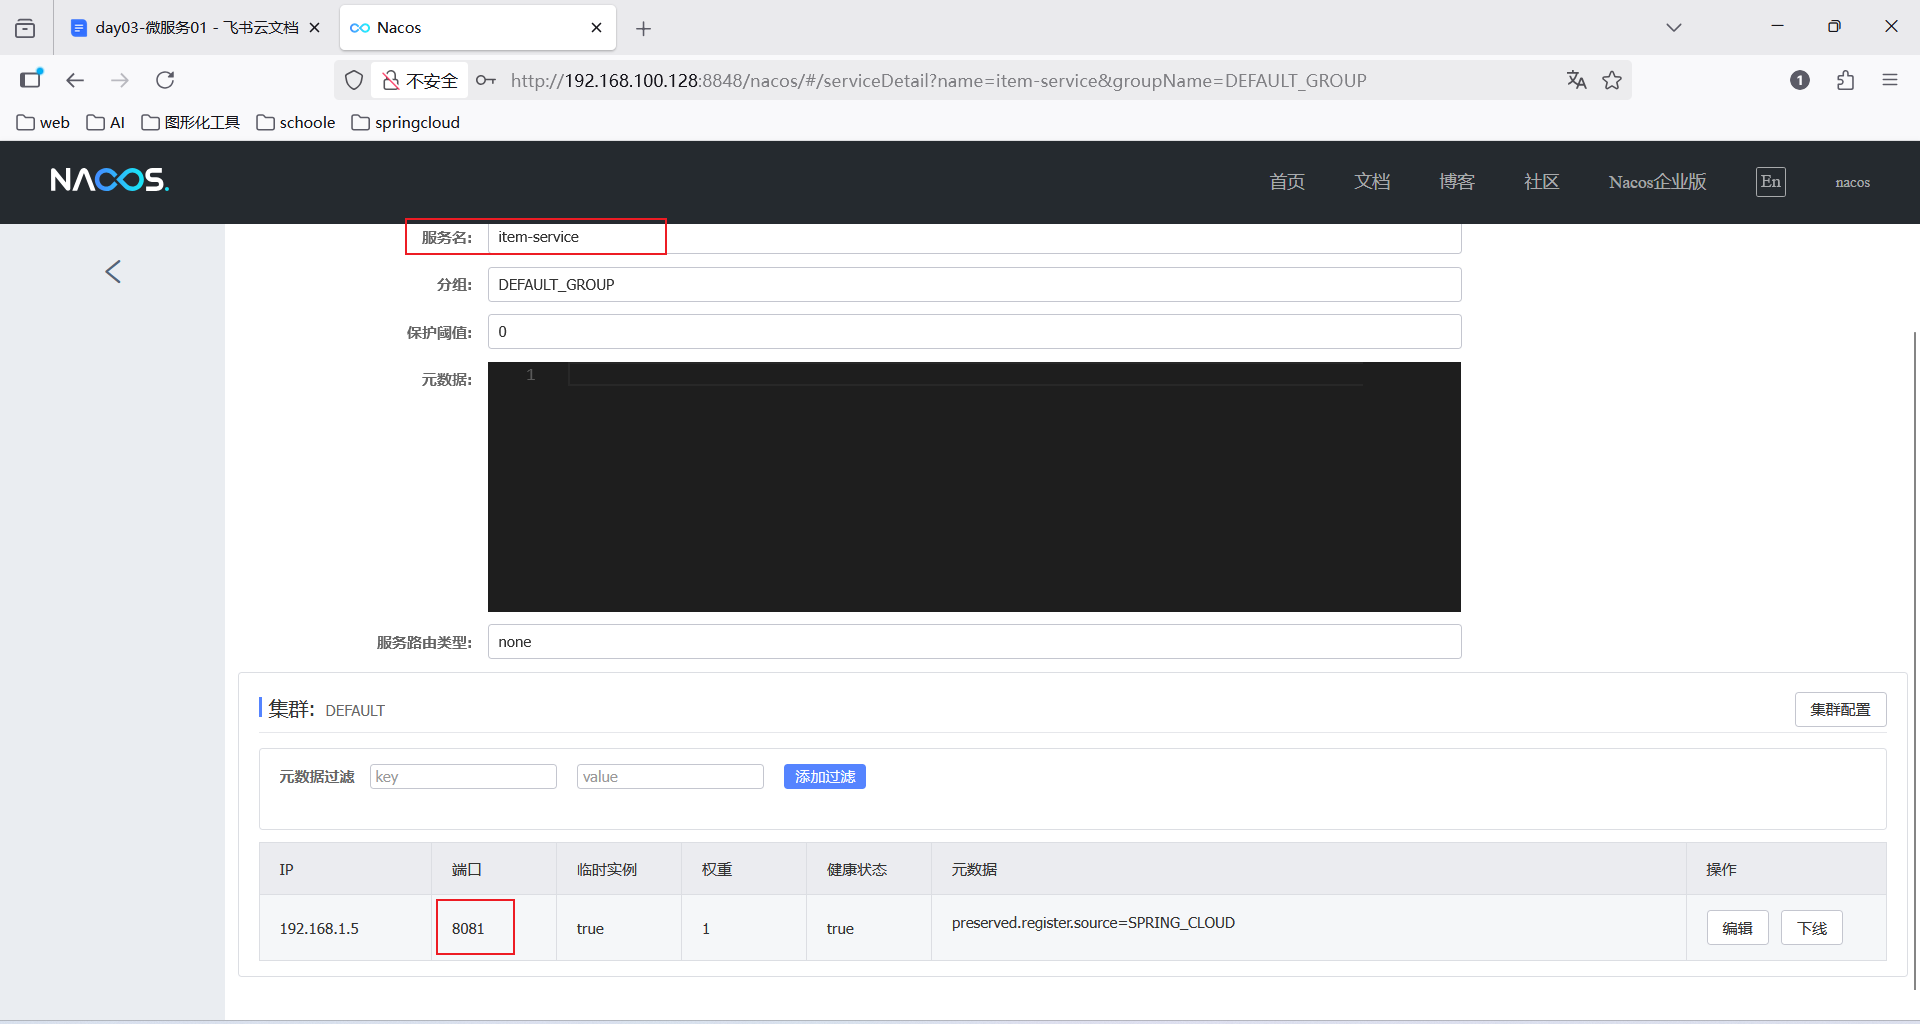 day03-微服务01 - 飞书云文档
Nacos
不安全
http://192.168.100.128:8848/nacos/#/serviceDetail?name=item-service&groupName=DEFAULT_GROUP
1
web
AI
图形化工具
schoole
springcloud
NACOS.
首页
文档
博客
社区
Nacos企业版
En
nacos
服务名: item-service
分组: DEFAULT_GROUP
保护阈值: 0
元数据: 1
服务路由类型: none
集群: DEFAULT
集群配置
元数据过滤 key value 添加过滤
IP 端口 临时实例 权重 健康状态 元数据 操作
192.168.1.5 8081 true 1 true preserved.register.source=SPRING_CLOUD 编辑 下线